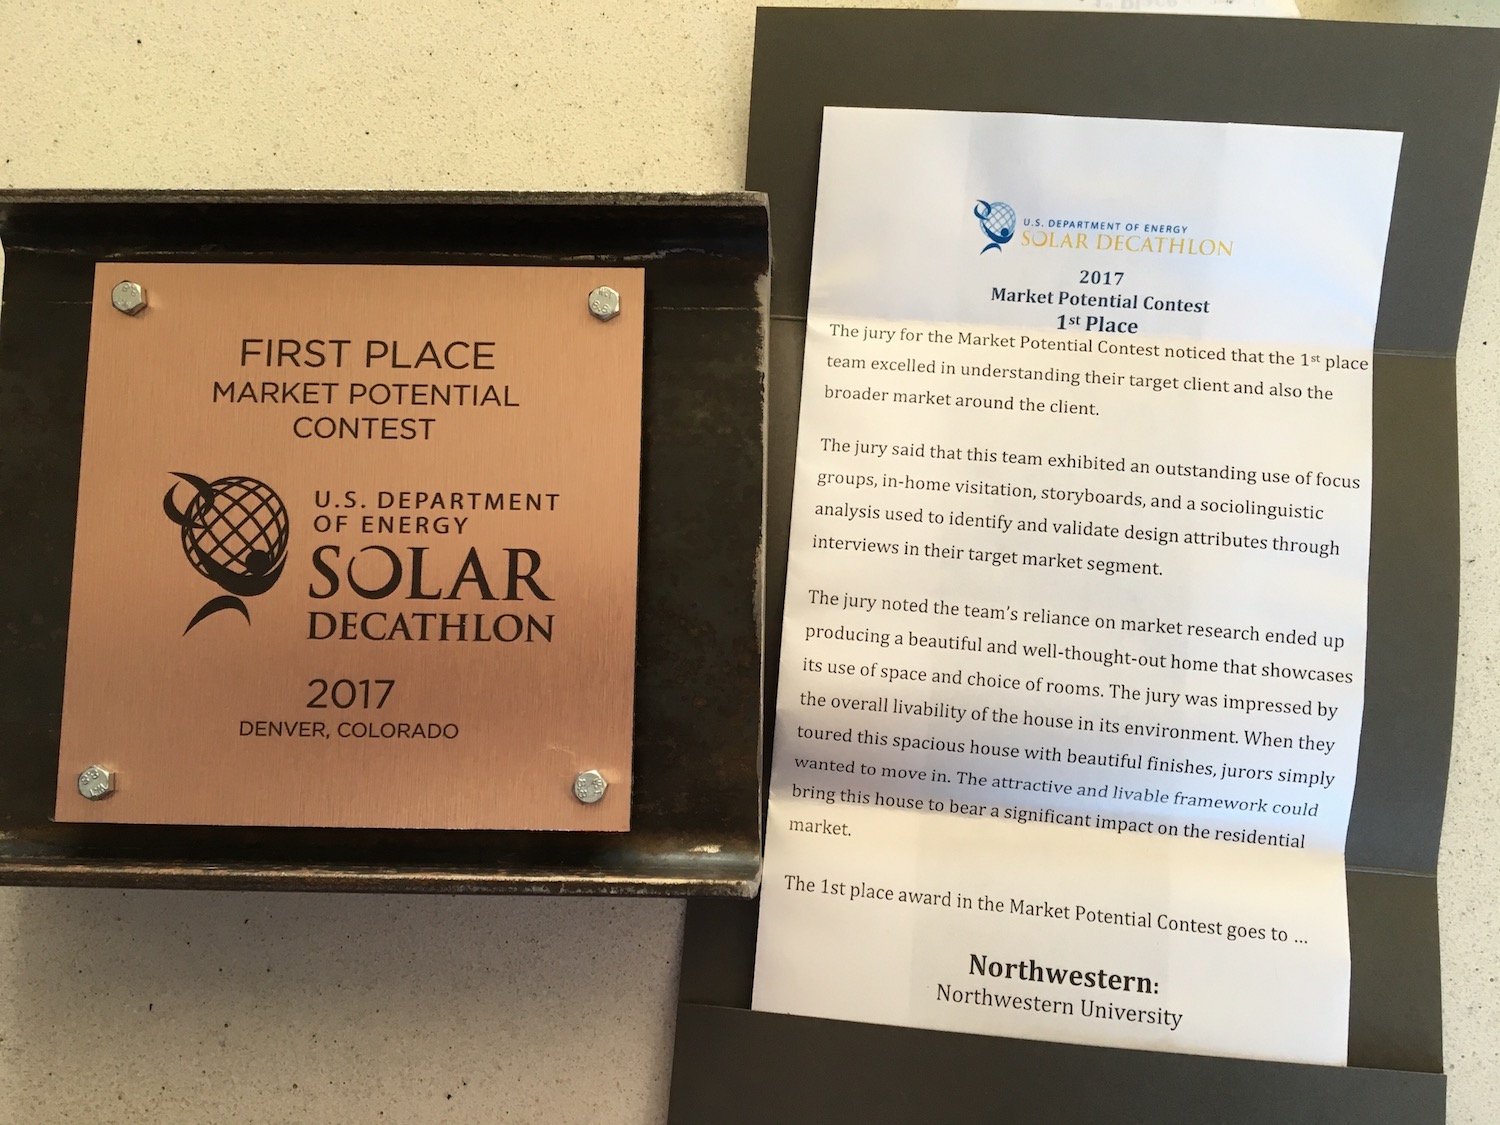 FIRST PLACE
MARKET POTENTIAL
CONTEST
U.S. DEPARTMENT
OF ENERGY
SOLAR
DECATHLON
2017
DENVER, COLORADO
U.S. DEPARTMENT OF ENERGY
SOLAR DECATHLON
2017
Market Potential Contest
1st Place
The jury for the Market Potential Contest noticed that the 1st place
team excelled in understanding their target client and also the
broader market around the client.
The jury said that this team exhibited an outstanding use of focus
groups, in-home visitation, storyboards, and a sociolinguistic
analysis used to identify and validate design attributes through
interviews in their target market segment.
The jury noted the team's reliance on market research ended up
producing a beautiful and well-thought-out home that showcases
its use of space and choice of rooms. The jury was impressed by
the overall livability of the house in its environment. When they
toured this spacious house with beautiful finishes, jurors simply
wanted to move in. The attractive and livable framework could
bring this house to bear a significant impact on the residential
market.
The 1st place award in the Market Potential Contest goes to ...
Northwestern:
Northwestern University